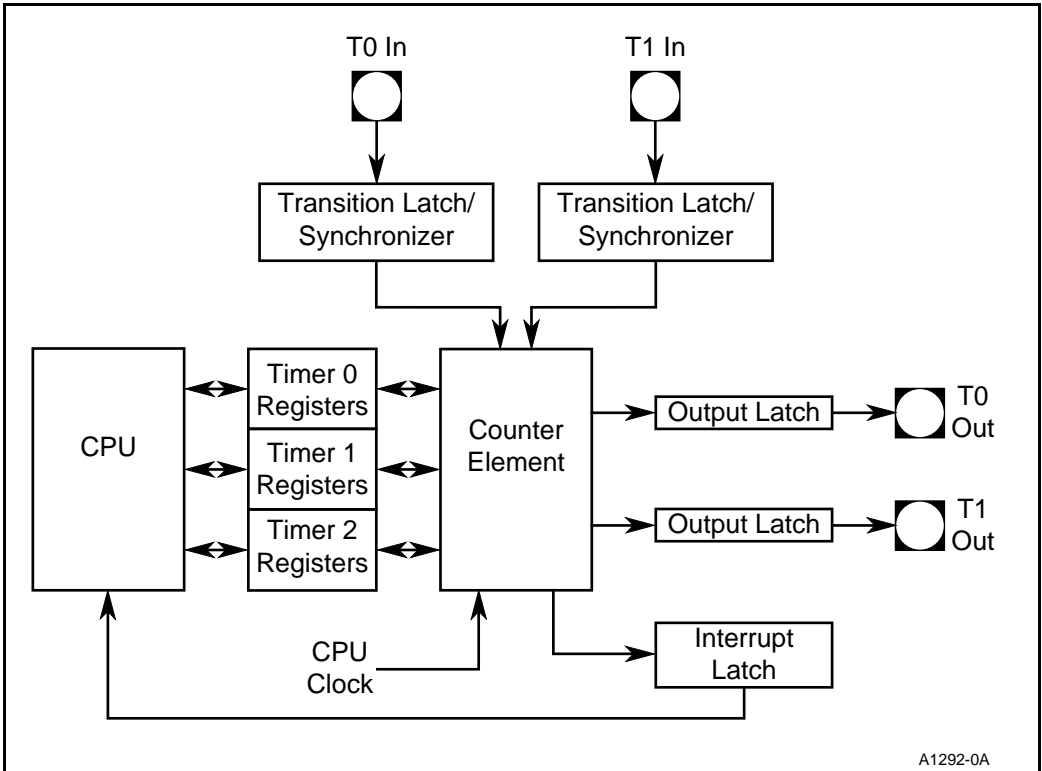 T0 In
T1 In
Transition Latch/
Synchronizer
Transition Latch/
Synchronizer
CPU
Timer 0
Registers
Timer 1
Registers
Timer 2
Registers
Counter
Element
Output Latch
T0
Out
Output Latch
T1
Out
CPU
Clock
Interrupt
Latch
A1292-0A